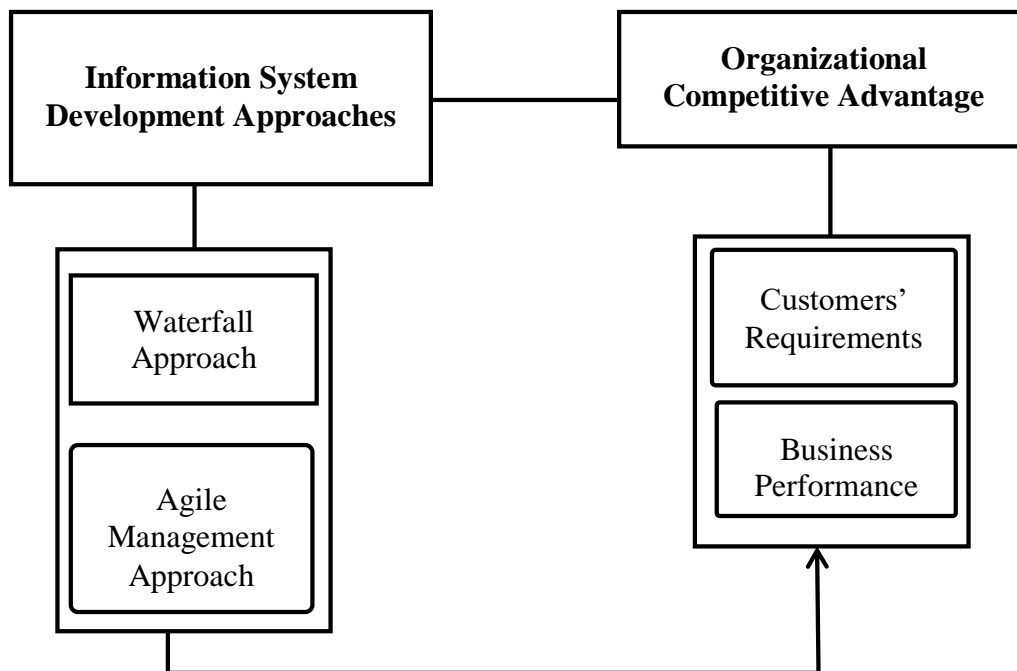 Information System
Development Approaches
Organizational
Competitive Advantage
Waterfall
Approach
Agile
Management
Approach
Customers’
Requirements
Business
Performance